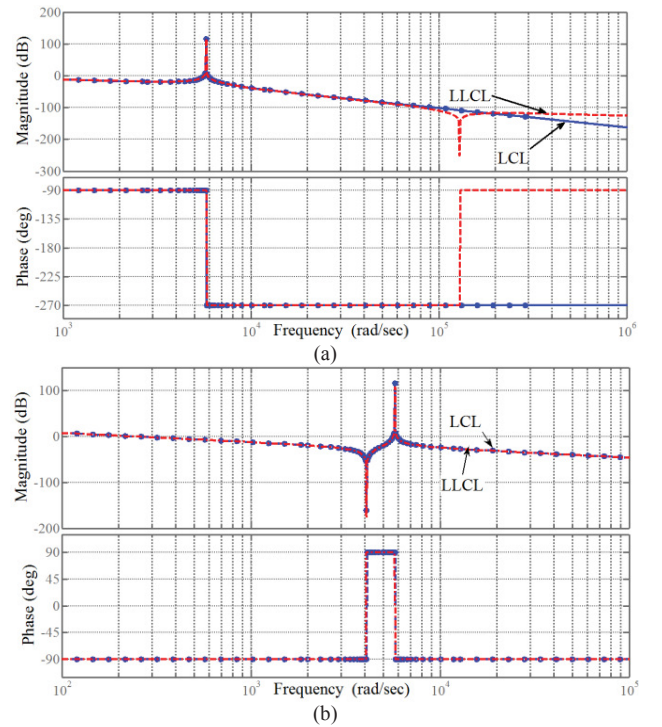 200
100
0
-100
-200
-300
Magnitude (dB)
LLCL
LCL
-90
-135
-180
-225
-270
Phase (deg)
10^3
10^4
10^5
10^6
Frequency (rad/sec)
(a)
100
0
-100
-200
Magnitude (dB)
LCL
LLCL
90
45
0
-45
-90
Phase (deg)
10^2
10^3
10^4
10^5
Frequency (rad/sec)
(b)